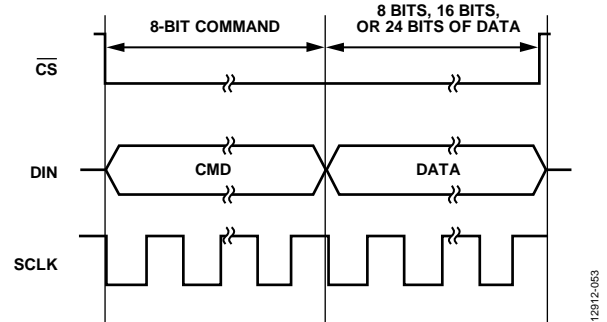 8-BIT COMMAND
8 BITS, 16 BITS,
OR 24 BITS OF DATA
CS
DIN
CMD
DATA
SCLK
12912-053